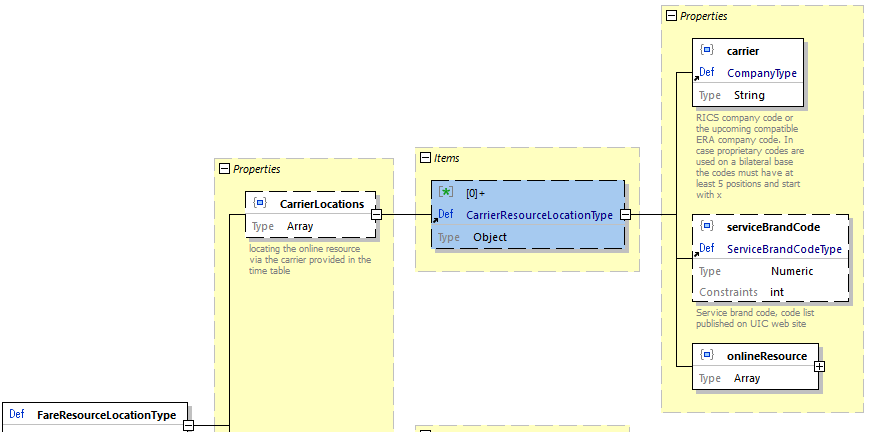 Properties
carrier
Def CompanyType
Type String
RICS company code or
the upcoming compatible
ERA company code. In
case proprietary codes are
used on a bilateral base
the codes must have at
least 5 positions and start
with x
Items
[0]+
Def CarrierResourceLocationType
Type Object
Properties
CarrierLocations
Type Array
locating the online resource
via the carrier provided in the
time table
serviceBrandCode
Def ServiceBrandCodeType
Type Numeric
Constraints int
Service brand code, code list
published on UIC web site
onlineResource
Type Array
Def FareResourceLocationType